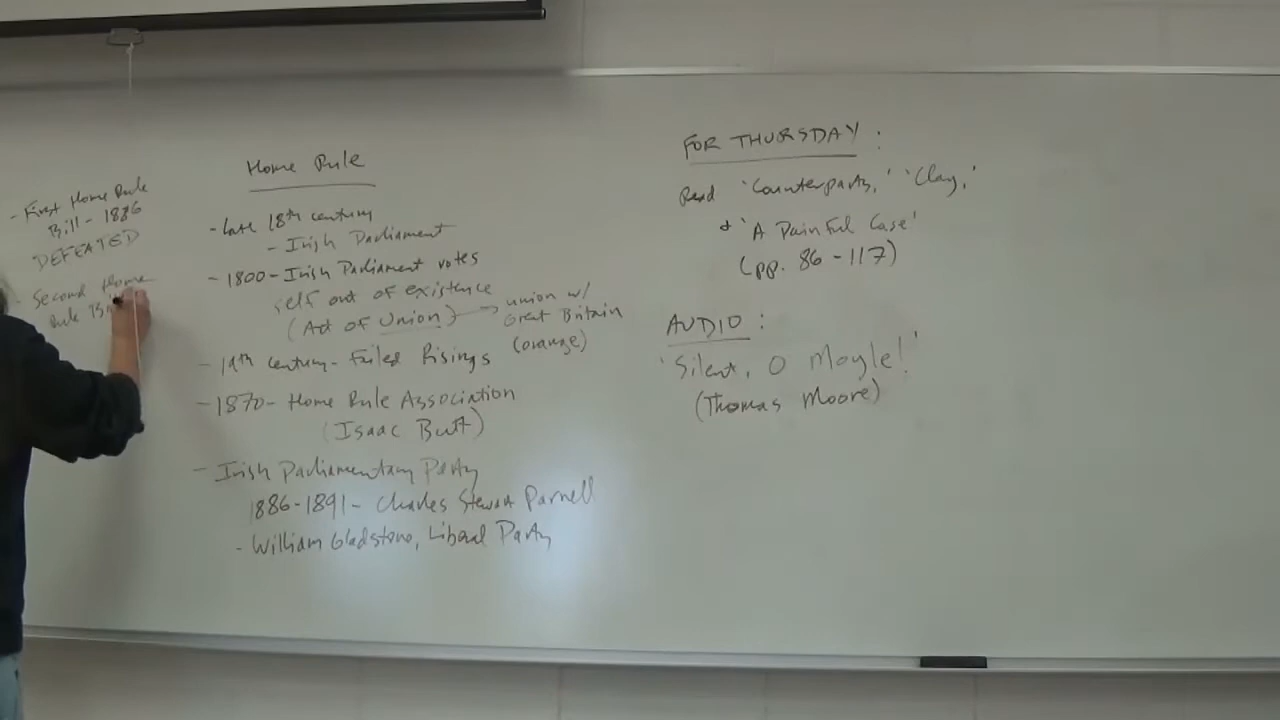 - First Home Rule
Bill - 1886
DEFEATED
- Second Home
Rule Bi
Home Rule
- Late 18th century
- Irish Parliament
- 1800 - Irish Parliament votes
self out of existence
(Act of Union) → union w/
Great Britain
(orange)
- 19th century - Failed Risings
- 1870 - Home Rule Association
(Isaac Butt)
- Irish Parliamentary Party
1886-1891 - Charles Stewart Parnell
- William Gladstone, Liberal Party
FOR THURSDAY:
Read 'Counterparts,' 'Clay,'
+ 'A Painful Case'
(pp. 86-117)
AUDIO:
'Silent, O Moyle!'
(Thomas Moore)